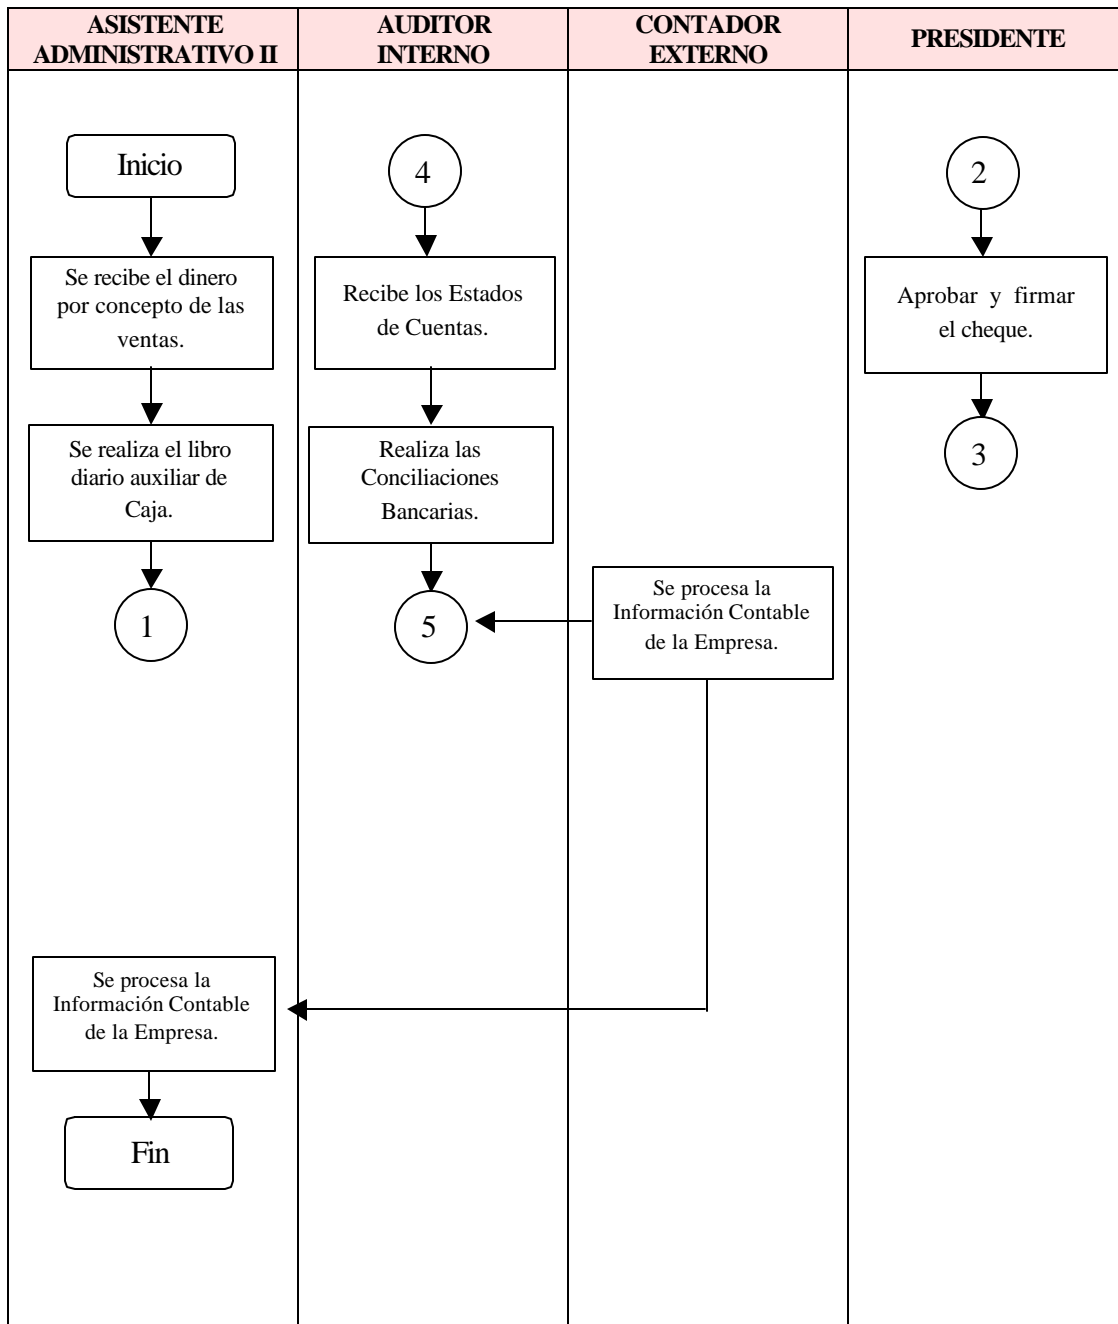 ASISTENTE
ADMINISTRATIVO II
AUDITOR
INTERNO
CONTADOR
EXTERNO
PRESIDENTE
Inicio
Se recibe el dinero
por concepto de las
ventas.
Se realiza el libro
diario auxiliar de
Caja.
1
4
Recibe los Estados
de Cuentas.
Realiza las
Conciliaciones
Bancarias.
5
Se procesa la
Información Contable
de la Empresa.
2
Aprobar y firmar
el cheque.
3
Se procesa la
Información Contable
de la Empresa.
Fin